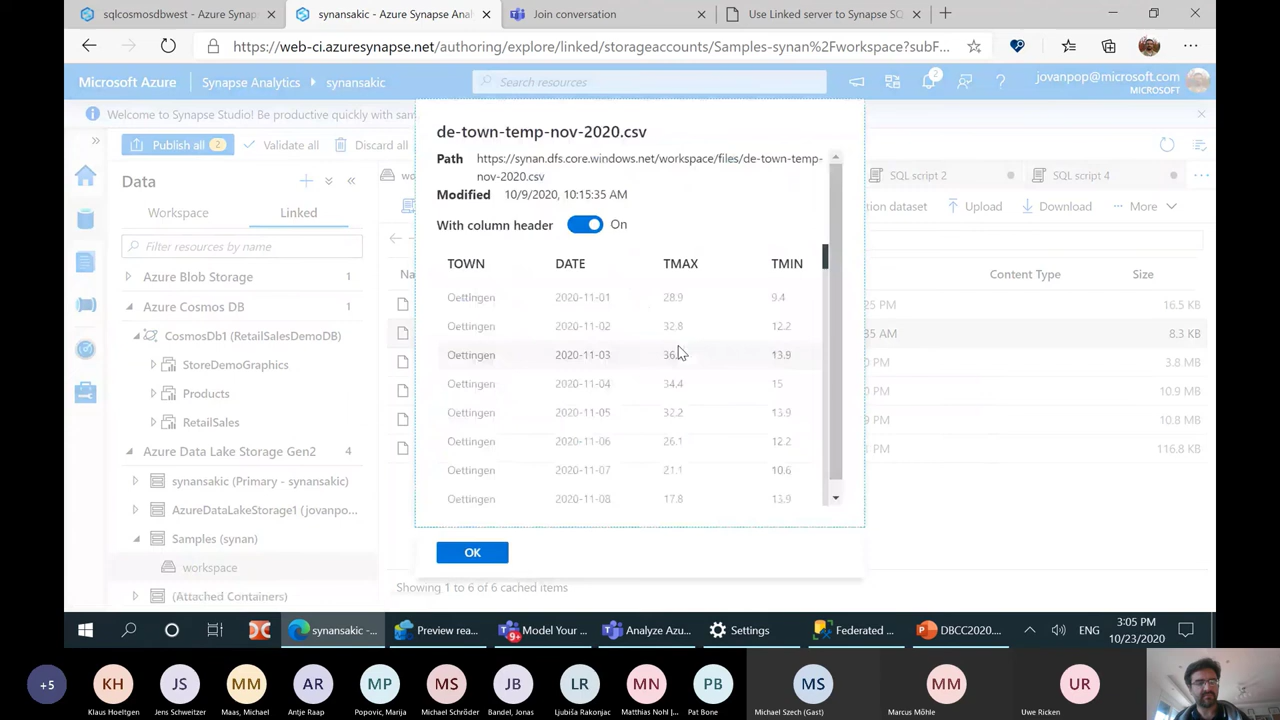 sqlcosmosdbwest - Azure Synap
synansakic - Azure Synapse Anal
Join conversation
Use Linked server to Synapse SQ
https://web-ci.azuresynapse.net/authoring/explore/linked/storageaccounts/Samples-synan%2Fworkspace?subF...
Microsoft Azure
Synapse Analytics
synansakic
Search resources
2
jovanpop@microsoft.com
MICROSOFT
Welcome to Synapse Studio! Be productive quickly with
Publish all 2
Validate all
Discard all
Data
Workspace
Linked
Filter resources by name
Azure Blob Storage 1
Azure Cosmos DB 1
CosmosDb1 (RetailSalesDemoDB)
StoreDemoGraphics
Products
RetailSales
Azure Data Lake Storage Gen2 4
synansakic (Primary - synansakic)
AzureDataLakeStorage1 (jovanpo...
Samples (synan)
workspace
(Attached Containers)
SQL script 2
SQL script 4
Upload
Download
More
Content Type
Size
16.5 KB
8.3 KB
3.8 MB
10.9 MB
10.8 MB
116.8 KB
Showing 1 to 6 of 6 cached items
de-town-temp-nov-2020.csv
Path
https://synan.dfs.core.windows.net/workspace/files/de-town-temp-
nov-2020.csv
Modified 10/9/2020, 10:15:35 AM
With column header On
TOWN DATE TMAX TMIN
Oettingen 2020-11-01 28.9 9.4
Oettingen 2020-11-02 32.8 12.2
Oettingen 2020-11-03 13.9
Oettingen 2020-11-04 34.4 15
Oettingen 2020-11-05 32.2 13.9
Oettingen 2020-11-06 26.1 12.2
Oettingen 2020-11-07 21.1 10.6
Oettingen 2020-11-08 17.8 13.9
OK
synansakic -...
Preview rea...
9+
Model Your ...
Analyze Azu...
Settings
Federated ...
DBCC2020...
ENG
3:05 PM
10/23/2020
+5
KH
JS
MM
AR
MP
MS
JB
LR
MN
PB
MS
MM
UR
Klaus Hoeltgen
Jens Schweitzer
Maas, Michael
Antje Raap
Popovic, Marija
Michael Schröder
Bandel, Jonas
Ljubiša Rakonjac
Matthias Nohl
Pat Bone
Michael Szech (Gast)
Marcus Möhle
Uwe Ricken